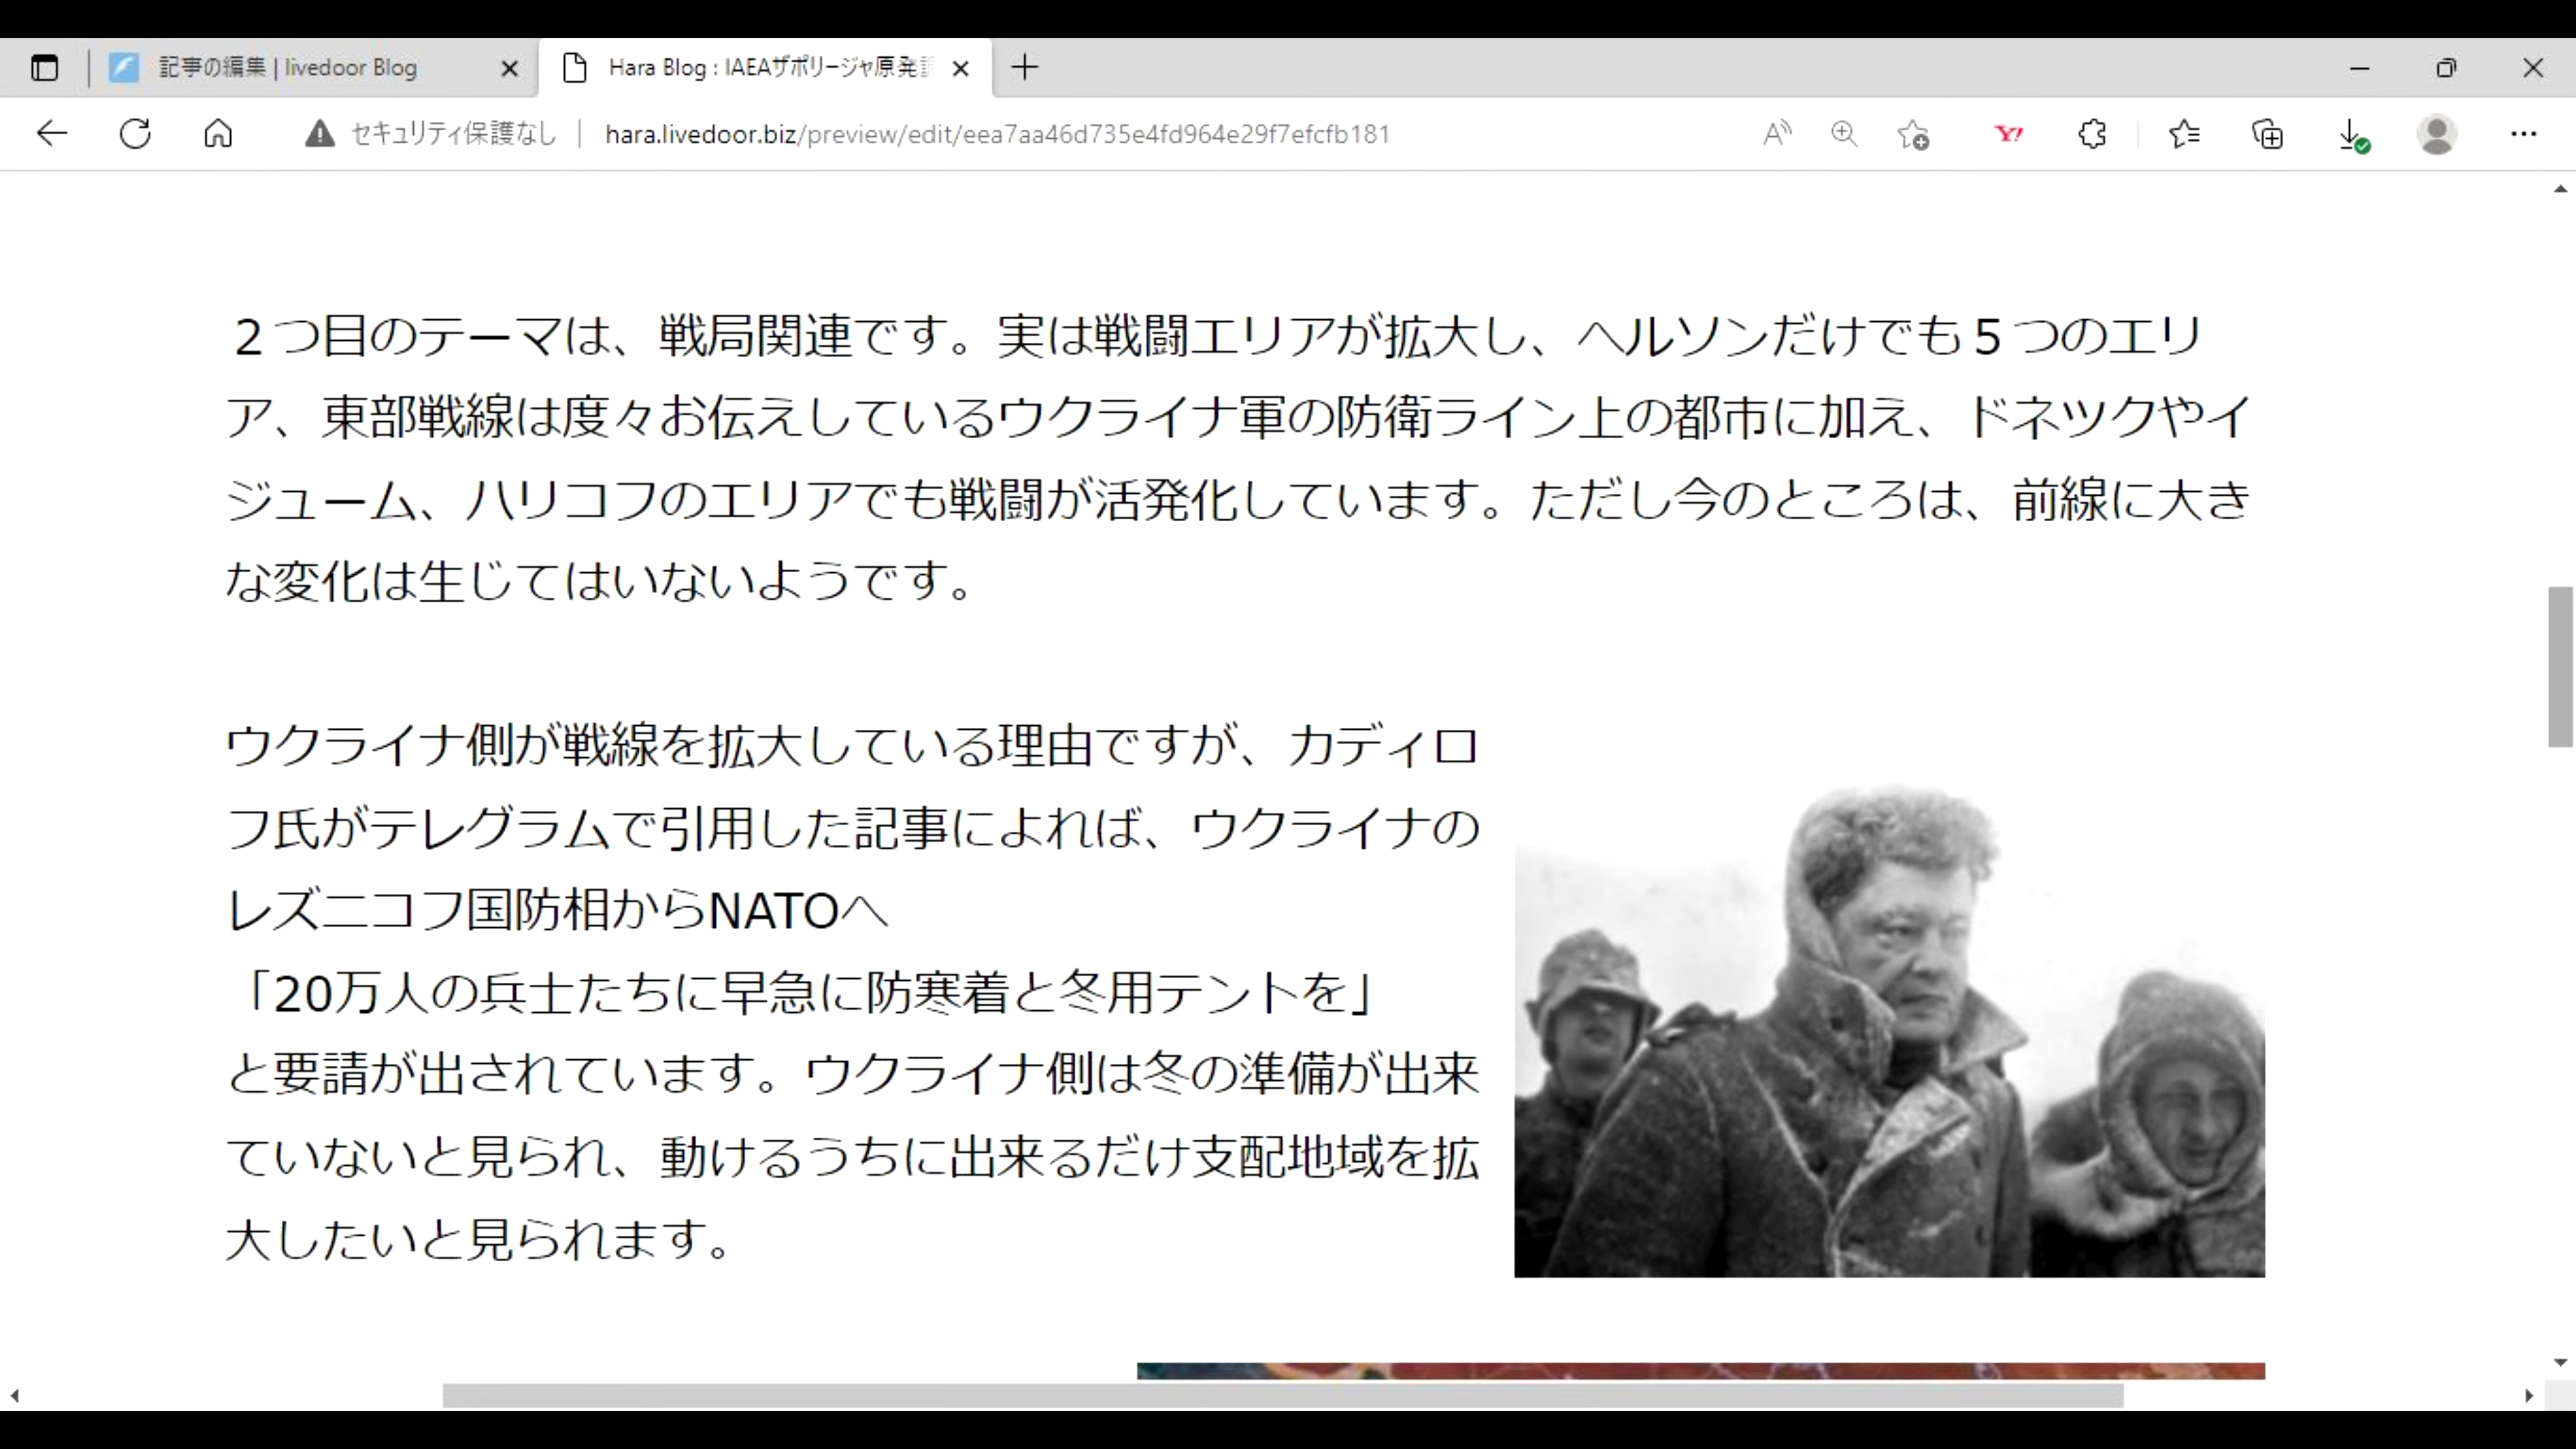 記事の編集 | livedoor Blog
Hara Blog : IAEAザポリージャ原発
セキュリティ保護なし
hara.livedoor.biz/preview/edit/eea7aa46d735e4fd964e29f7efcfb181
２つ目のテーマは、戦局関連です。実は戦闘エリアが拡大し、ヘルソンだけでも５つのエリ
ア、東部戦線は度々お伝えしているウクライナ軍の防衛ライン上の都市に加え、ドネツクやイ
ジューム、ハリコフのエリアでも戦闘が活発化しています。ただし今のところは、前線に大き
な変化は生じてはいないようです。
ウクライナ側が戦線を拡大している理由ですが、カディロ
フ氏がテレグラムで引用した記事によれば、ウクライナの
レズニコフ国防相からNATOへ
「20万人の兵士たちに早急に防寒着と冬用テントを」
と要請が出されています。ウクライナ側は冬の準備が出来
ていないと見られ、動けるうちに出来るだけ支配地域を拡
大したいと見られます。